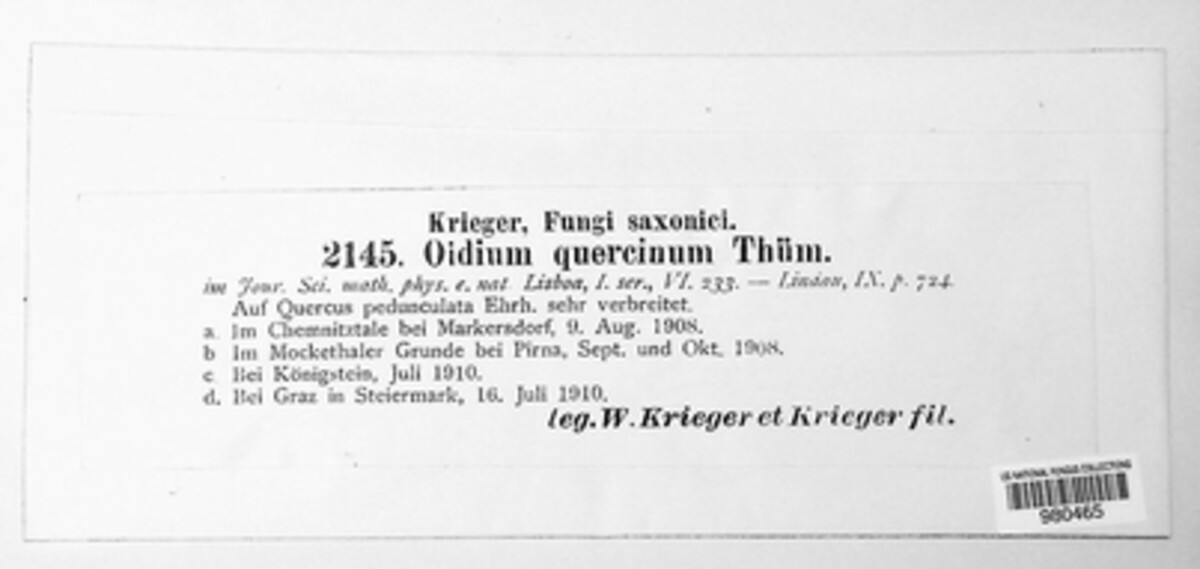 Krieger, Fungi saxonici.
2145. Oidium quercinum Thüm.
im Jour. Sci. math. phys. e. nat Lisboa, I. ser., VI. 233. — Lindau, IX. p. 724.
Auf Quercus pedunculata Ehrh. sehr verbreitet.
a. Im Chemnitztale bei Markersdorf, 9. Aug. 1908.
b Im Mockethaler Grunde bei Pirna, Sept. und Okt. 1908.
c. Bei Königstein, Juli 1910.
d. Bei Graz in Steiermark, 16. Juli 1910.
leg. W. Krieger et Krieger fil.
US NATIONAL FUNGUS COLLECTIONS
980465